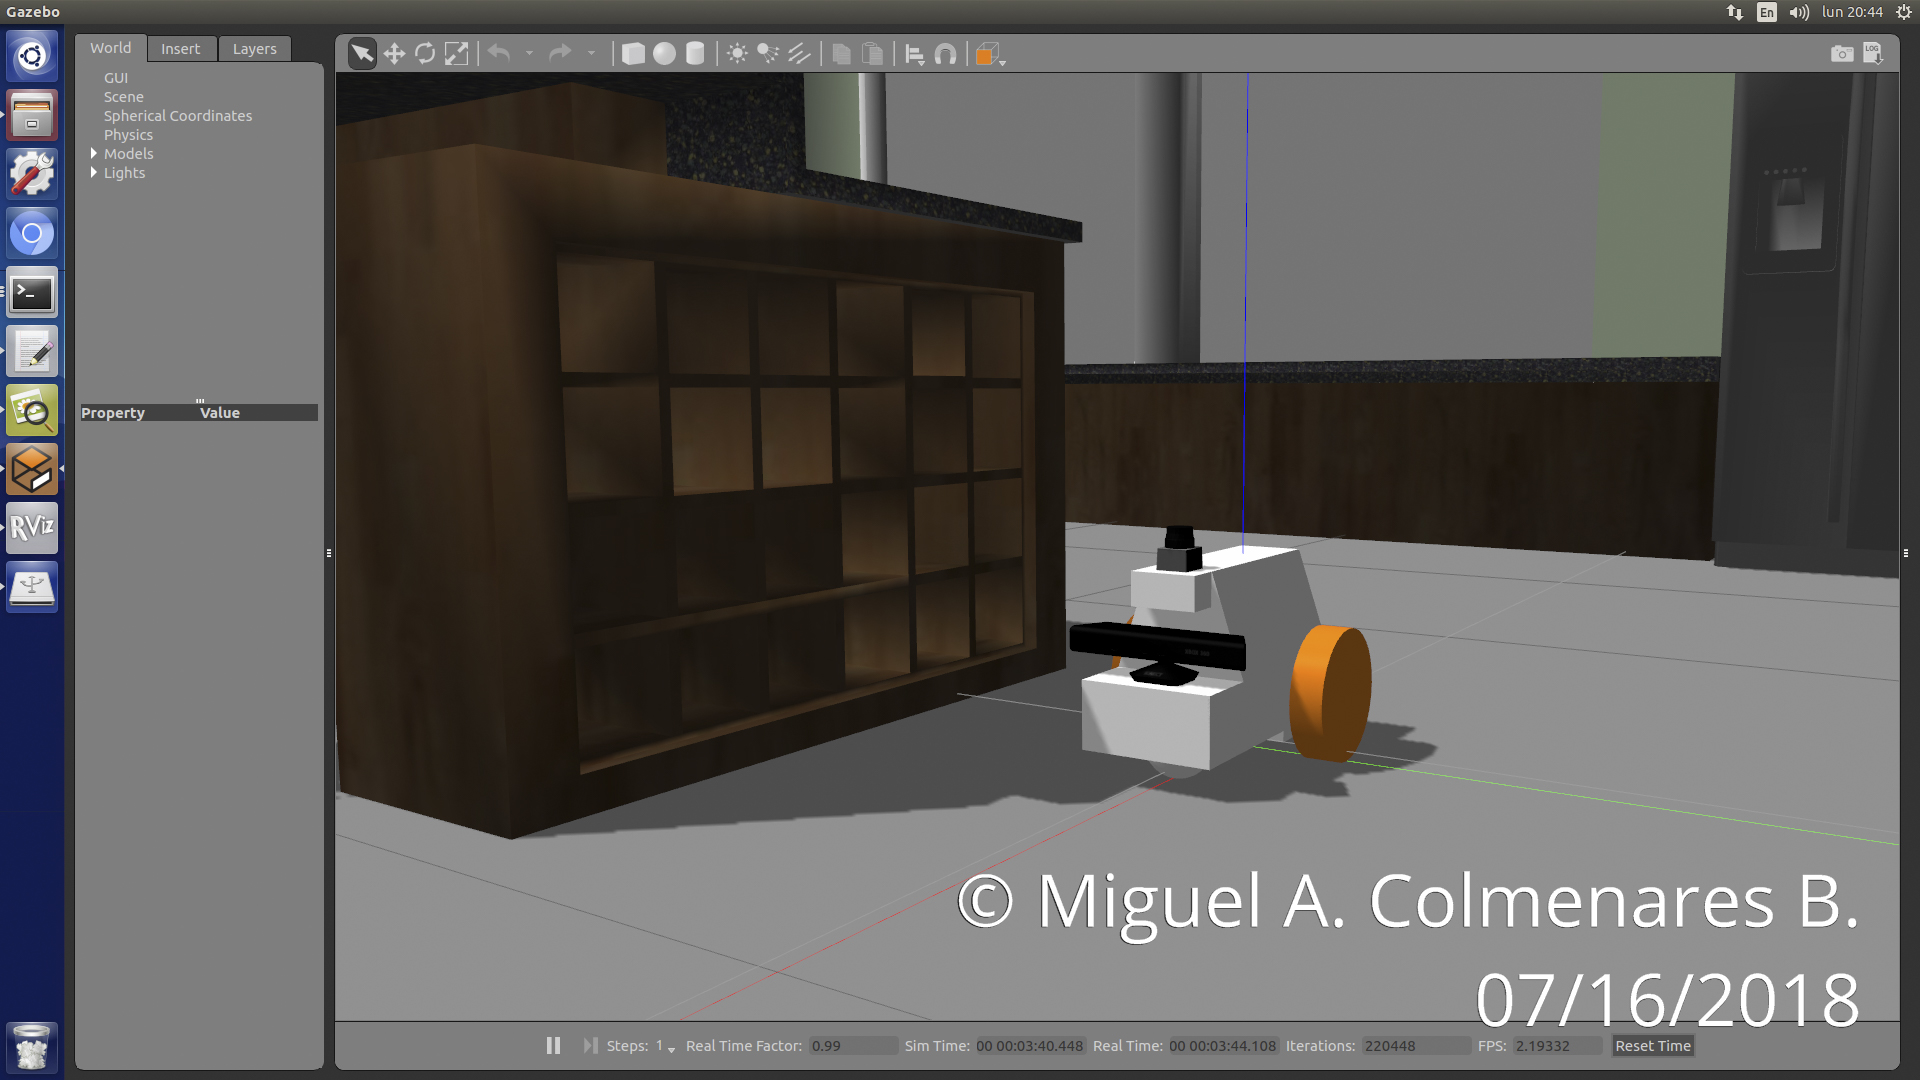 Gazebo
En
lun 20:44
World
Insert
Layers
GUI
Scene
Spherical Coordinates
Physics
Models
Lights
LOG
Property
Value
RViz
© Miguel A. Colmenares B.
07/16/2018
Steps: 1
Real Time Factor: 0.99
Sim Time: 00 00:03:40.448
Real Time: 00 00:03:44.108
Iterations: 220448
FPS: 2.19332
Reset Time